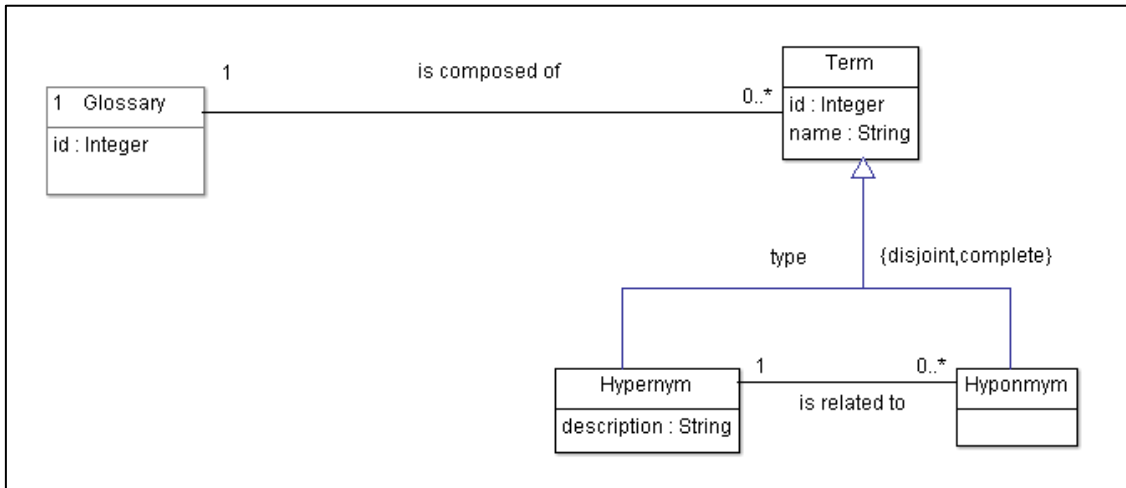 Term
1
is composed of
0..*
1 Glossary
id : Integer
id : Integer
name : String
type
{disjoint,complete}
1
0..*
Hypernym
Hyponmym
is related to
description : String